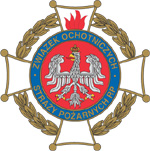 ZWIĄZEK OCHOTNICZYCH
STRAŻY POŻARNYCH RP